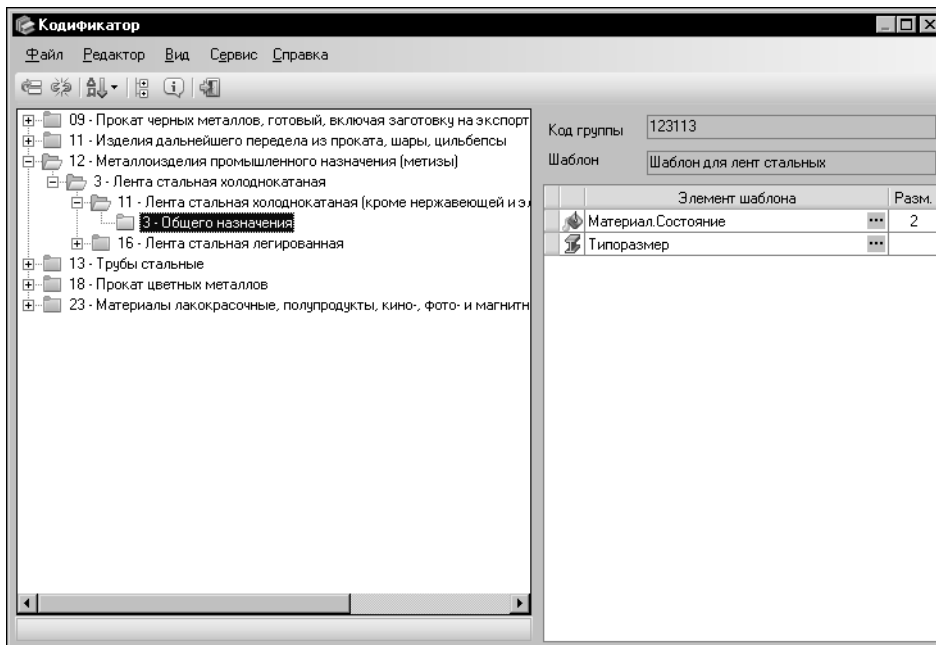 Кодификатор
Файл Редактор Вид Сервис Справка
09 - Прокат черных металлов, готовый, включая заготовку на экспорт
11 - Изделия дальнейшего передела из проката, шары, цильбепсы
12 - Металлоизделия промышленного назначения (метизы)
3 - Лента стальная холоднокатаная
11 - Лента стальная холоднокатаная (кроме нержавеющей и эл
3 - Общего назначения
16 - Лента стальная легированная
13 - Трубы стальные
18 - Прокат цветных металлов
23 - Материалы лакокрасочные, полупродукты, кино-, фото- и магнитн
Код группы 123113
Шаблон Шаблон для лент стальных
Элемент шаблона Разм.
Материал.Состояние ... 2
Типоразмер ...